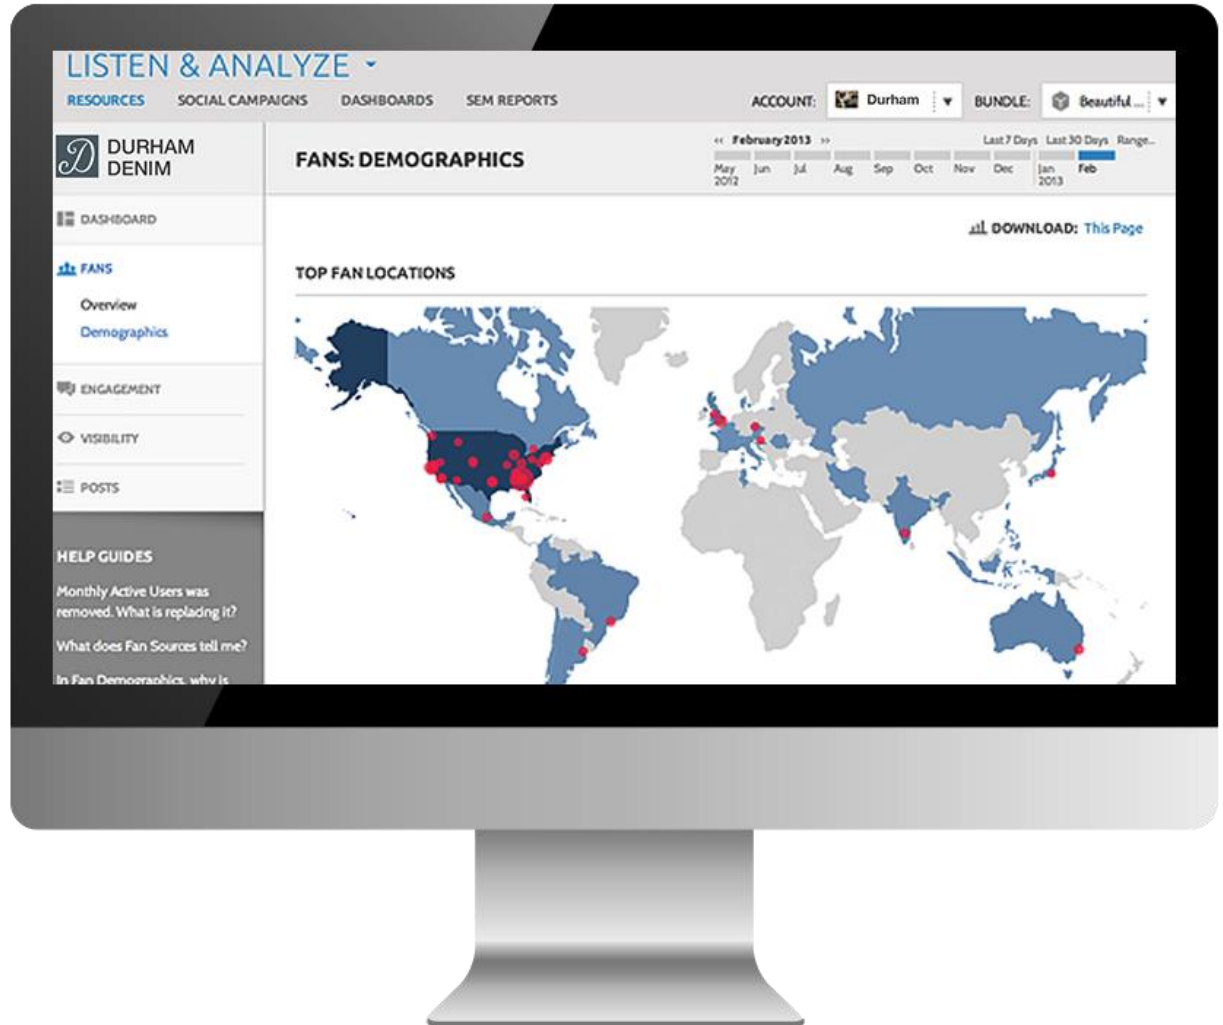 LISTEN & ANALYZE
RESOURCES SOCIAL CAMPAIGNS DASHBOARDS SEM REPORTS
ACCOUNT: Durham BUNDLE: Beautiful ...
DURHAM
DENIM
FANS: DEMOGRAPHICS
‹‹ February 2013 ›› Last 7 Days Last 30 Days Range...
May Jun Jul Aug Sep Oct Nov Dec Jan Feb
2012 2013
DOWNLOAD: This Page
DASHBOARD
FANS
Overview
Demographics
ENGAGEMENT
VISIBILITY
POSTS
TOP FAN LOCATIONS
HELP GUIDES
Monthly Active Users was
removed. What is replacing it?
What does Fan Sources tell me?
In Fan Demographics, why is